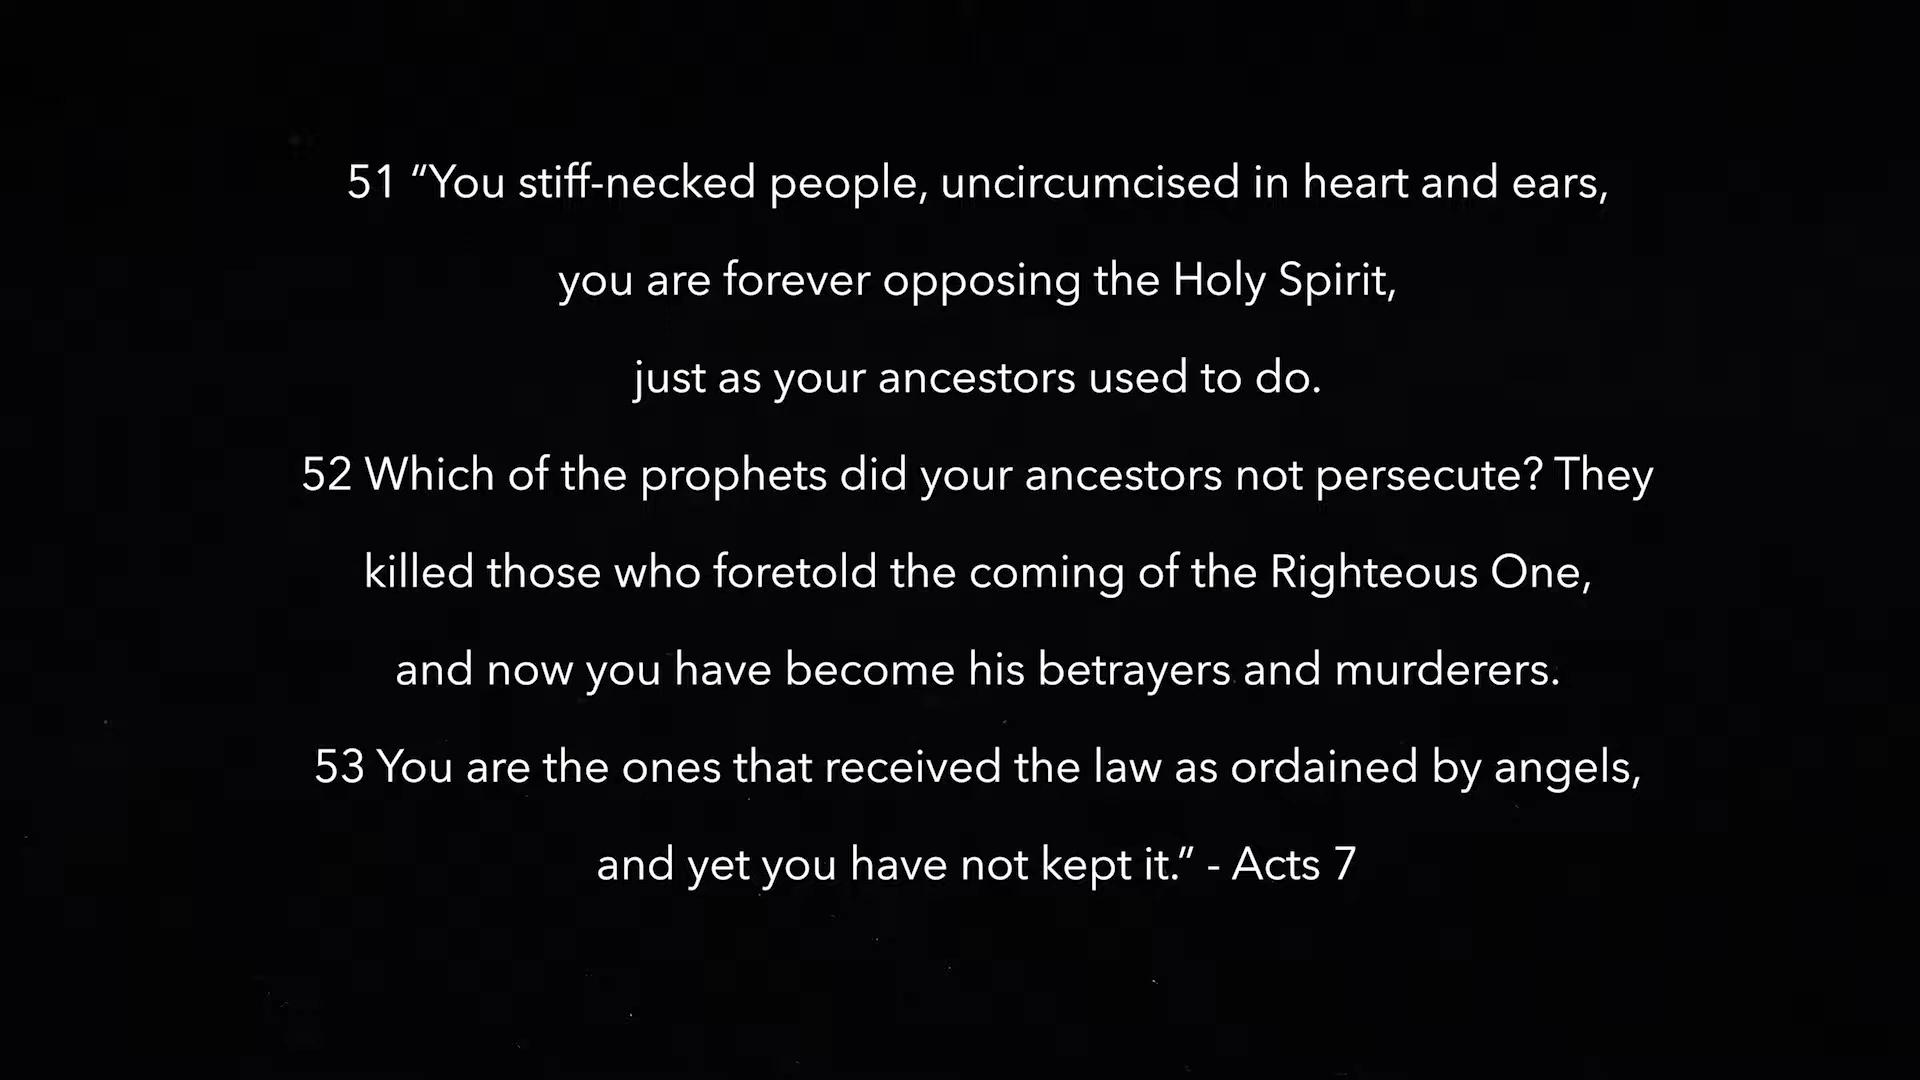 51 “You stiff-necked people, uncircumcised in heart and ears,
you are forever opposing the Holy Spirit,
just as your ancestors used to do.
52 Which of the prophets did your ancestors not persecute? They
killed those who foretold the coming of the Righteous One,
and now you have become his betrayers and murderers.
53 You are the ones that received the law as ordained by angels,
and yet you have not kept it.” - Acts 7